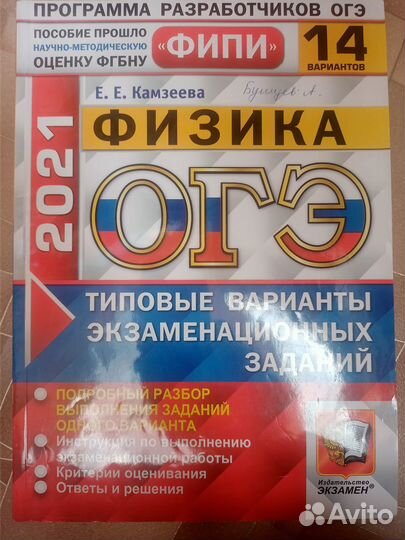 ПРОГРАММА РАЗРАБОТЧИКОВ ОГЭ
ПОСОБИЕ ПРОШЛО
НАУЧНО-МЕТОДИЧЕСКУЮ
ОЦЕНКУ ФГБНУ
«ФИПИ»
14
ВАРИАНТОВ
Е. Е. Камзеева
ФИЗИКА
2021
ОГЭ
ТИПОВЫЕ ВАРИАНТЫ
ЭКЗАМЕНАЦИОННЫХ
ЗАДАНИЙ
ПОДРОБНЫЙ РАЗБОР
ВЫПОЛНЕНИЯ ЗАДАНИЙ
ОДНОГО ВАРИАНТА
Инструкция по выполнению
экзаменационной работы
Критерии оценивания
Ответы и решения
Издательство
ЭКЗАМЕН®
Avito